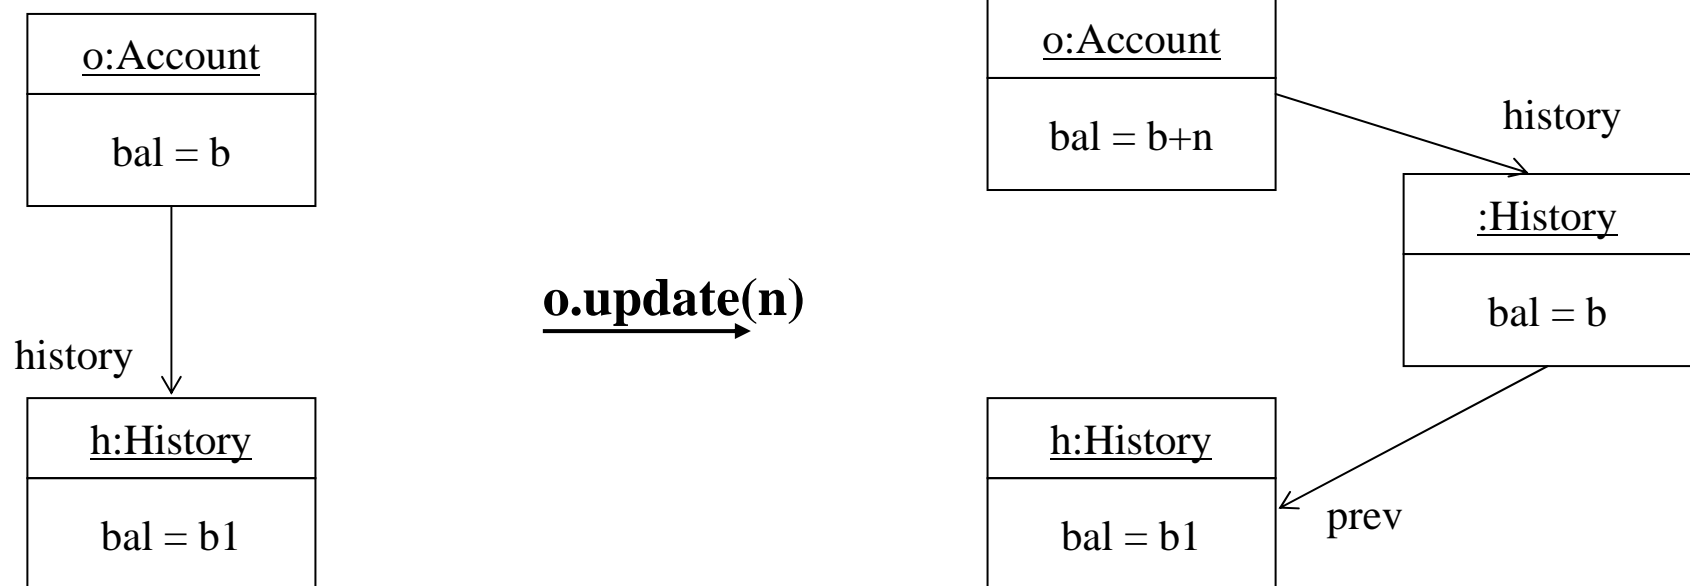 o:Account
bal = b
history
h:History
bal = b1
o.update(n)
o:Account
bal = b+n
history
:History
bal = b
h:History
bal = b1
prev